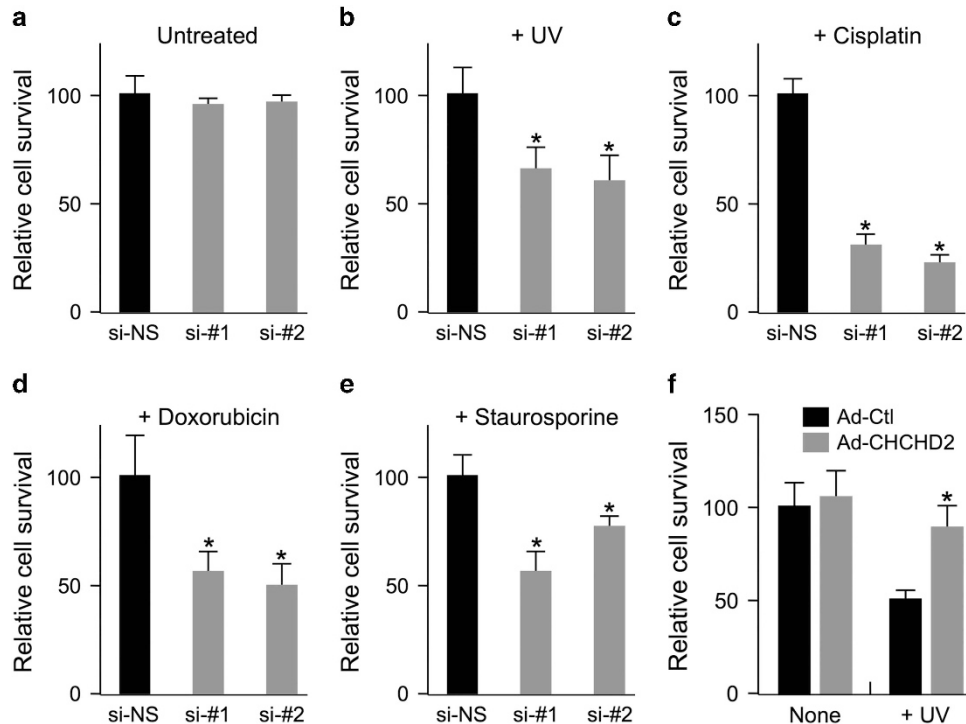 a
Untreated
Relative cell survival
100
50
0
si-NS si-#1 si-#2
b
+ UV
Relative cell survival
100
50
0
* *
si-NS si-#1 si-#2
c
+ Cisplatin
Relative cell survival
100
50
0
* *
si-NS si-#1 si-#2
d
+ Doxorubicin
Relative cell survival
100
50
0
* *
si-NS si-#1 si-#2
e
+ Staurosporine
Relative cell survival
100
50
0
* *
si-NS si-#1 si-#2
f
Relative cell survival
150
100
50
0
Ad-Ctl
Ad-CHCHD2
*
None + UV